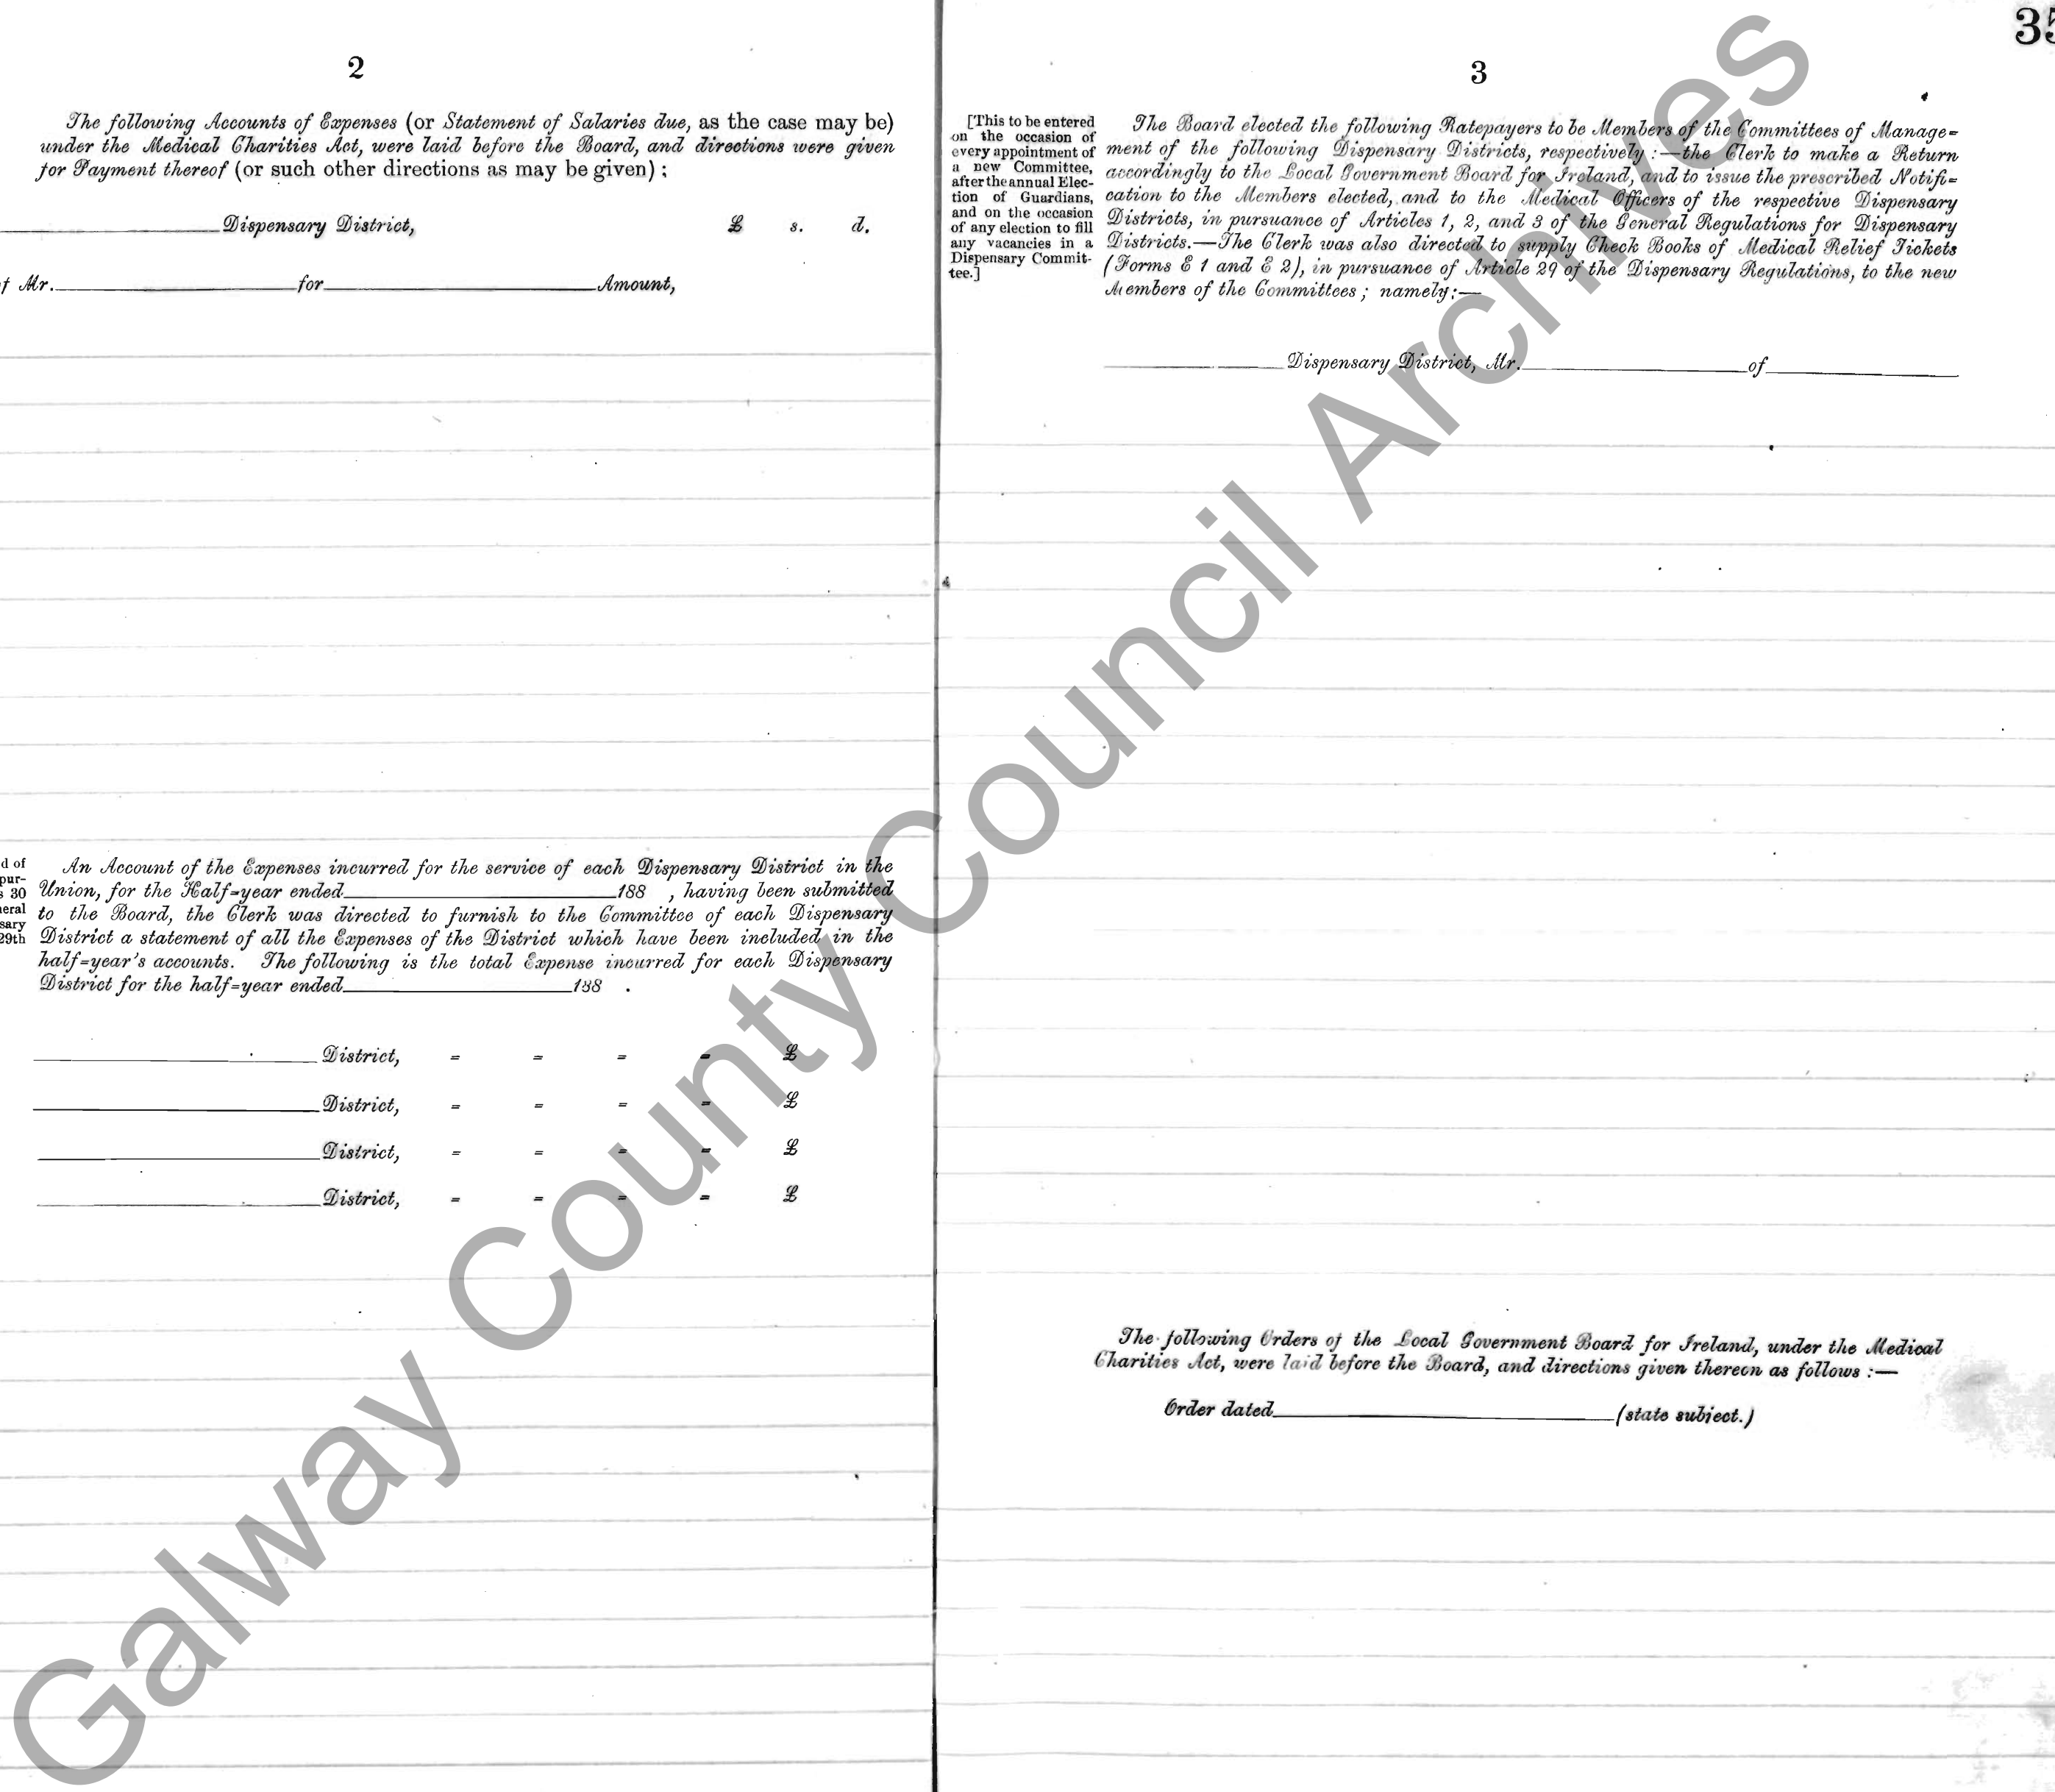 2
The following Accounts of Expenses (or Statement of Salaries due, as the case may be)
under the Medical Charities Act, were laid before the Board, and directions were given
for Payment thereof (or such other directions as may be given) ;
Dispensary District, £ s. d.
Mr. for Amount,
d of
pur-
s 30
neral
sary
29th
An Account of the Expenses incurred for the service of each Dispensary District in the
Union, for the Half-year ended 188 , having been submitted
to the Board, the Clerk was directed to furnish to the Committee of each Dispensary
District a statement of all the Expenses of the District which have been included in the
half-year's accounts. The following is the total Expense incurred for each Dispensary
District for the half-year ended 188 .
District, - - - - £
District, - - - - £
District, - - - - £
District, - - - - £
35
3
[This to be entered
on the occasion of
every appointment of
a new Committee,
after the annual Elec-
tion of Guardians,
and on the occasion
of any election to fill
any vacancies in a
Dispensary Commit-
tee.]
The Board elected the following Ratepayers to be Members of the Committees of Manage-
ment of the following Dispensary Districts, respectively :—the Clerk to make a Return
accordingly to the Local Government Board for Ireland, and to issue the prescribed Notifi-
cation to the Members elected, and to the Medical Officers of the respective Dispensary
Districts, in pursuance of Articles 1, 2, and 3 of the General Regulations for Dispensary
Districts.—The Clerk was also directed to supply Check Books of Medical Relief Tickets
(Forms E 1 and E 2), in pursuance of Article 29 of the Dispensary Regulations, to the new
Members of the Committees ; namely:—
Dispensary District, Mr. of
The following Orders of the Local Government Board for Ireland, under the Medical
Charities Act, were laid before the Board, and directions given thereon as follows :—
Order dated (state subject.)
Galway County Council Archives